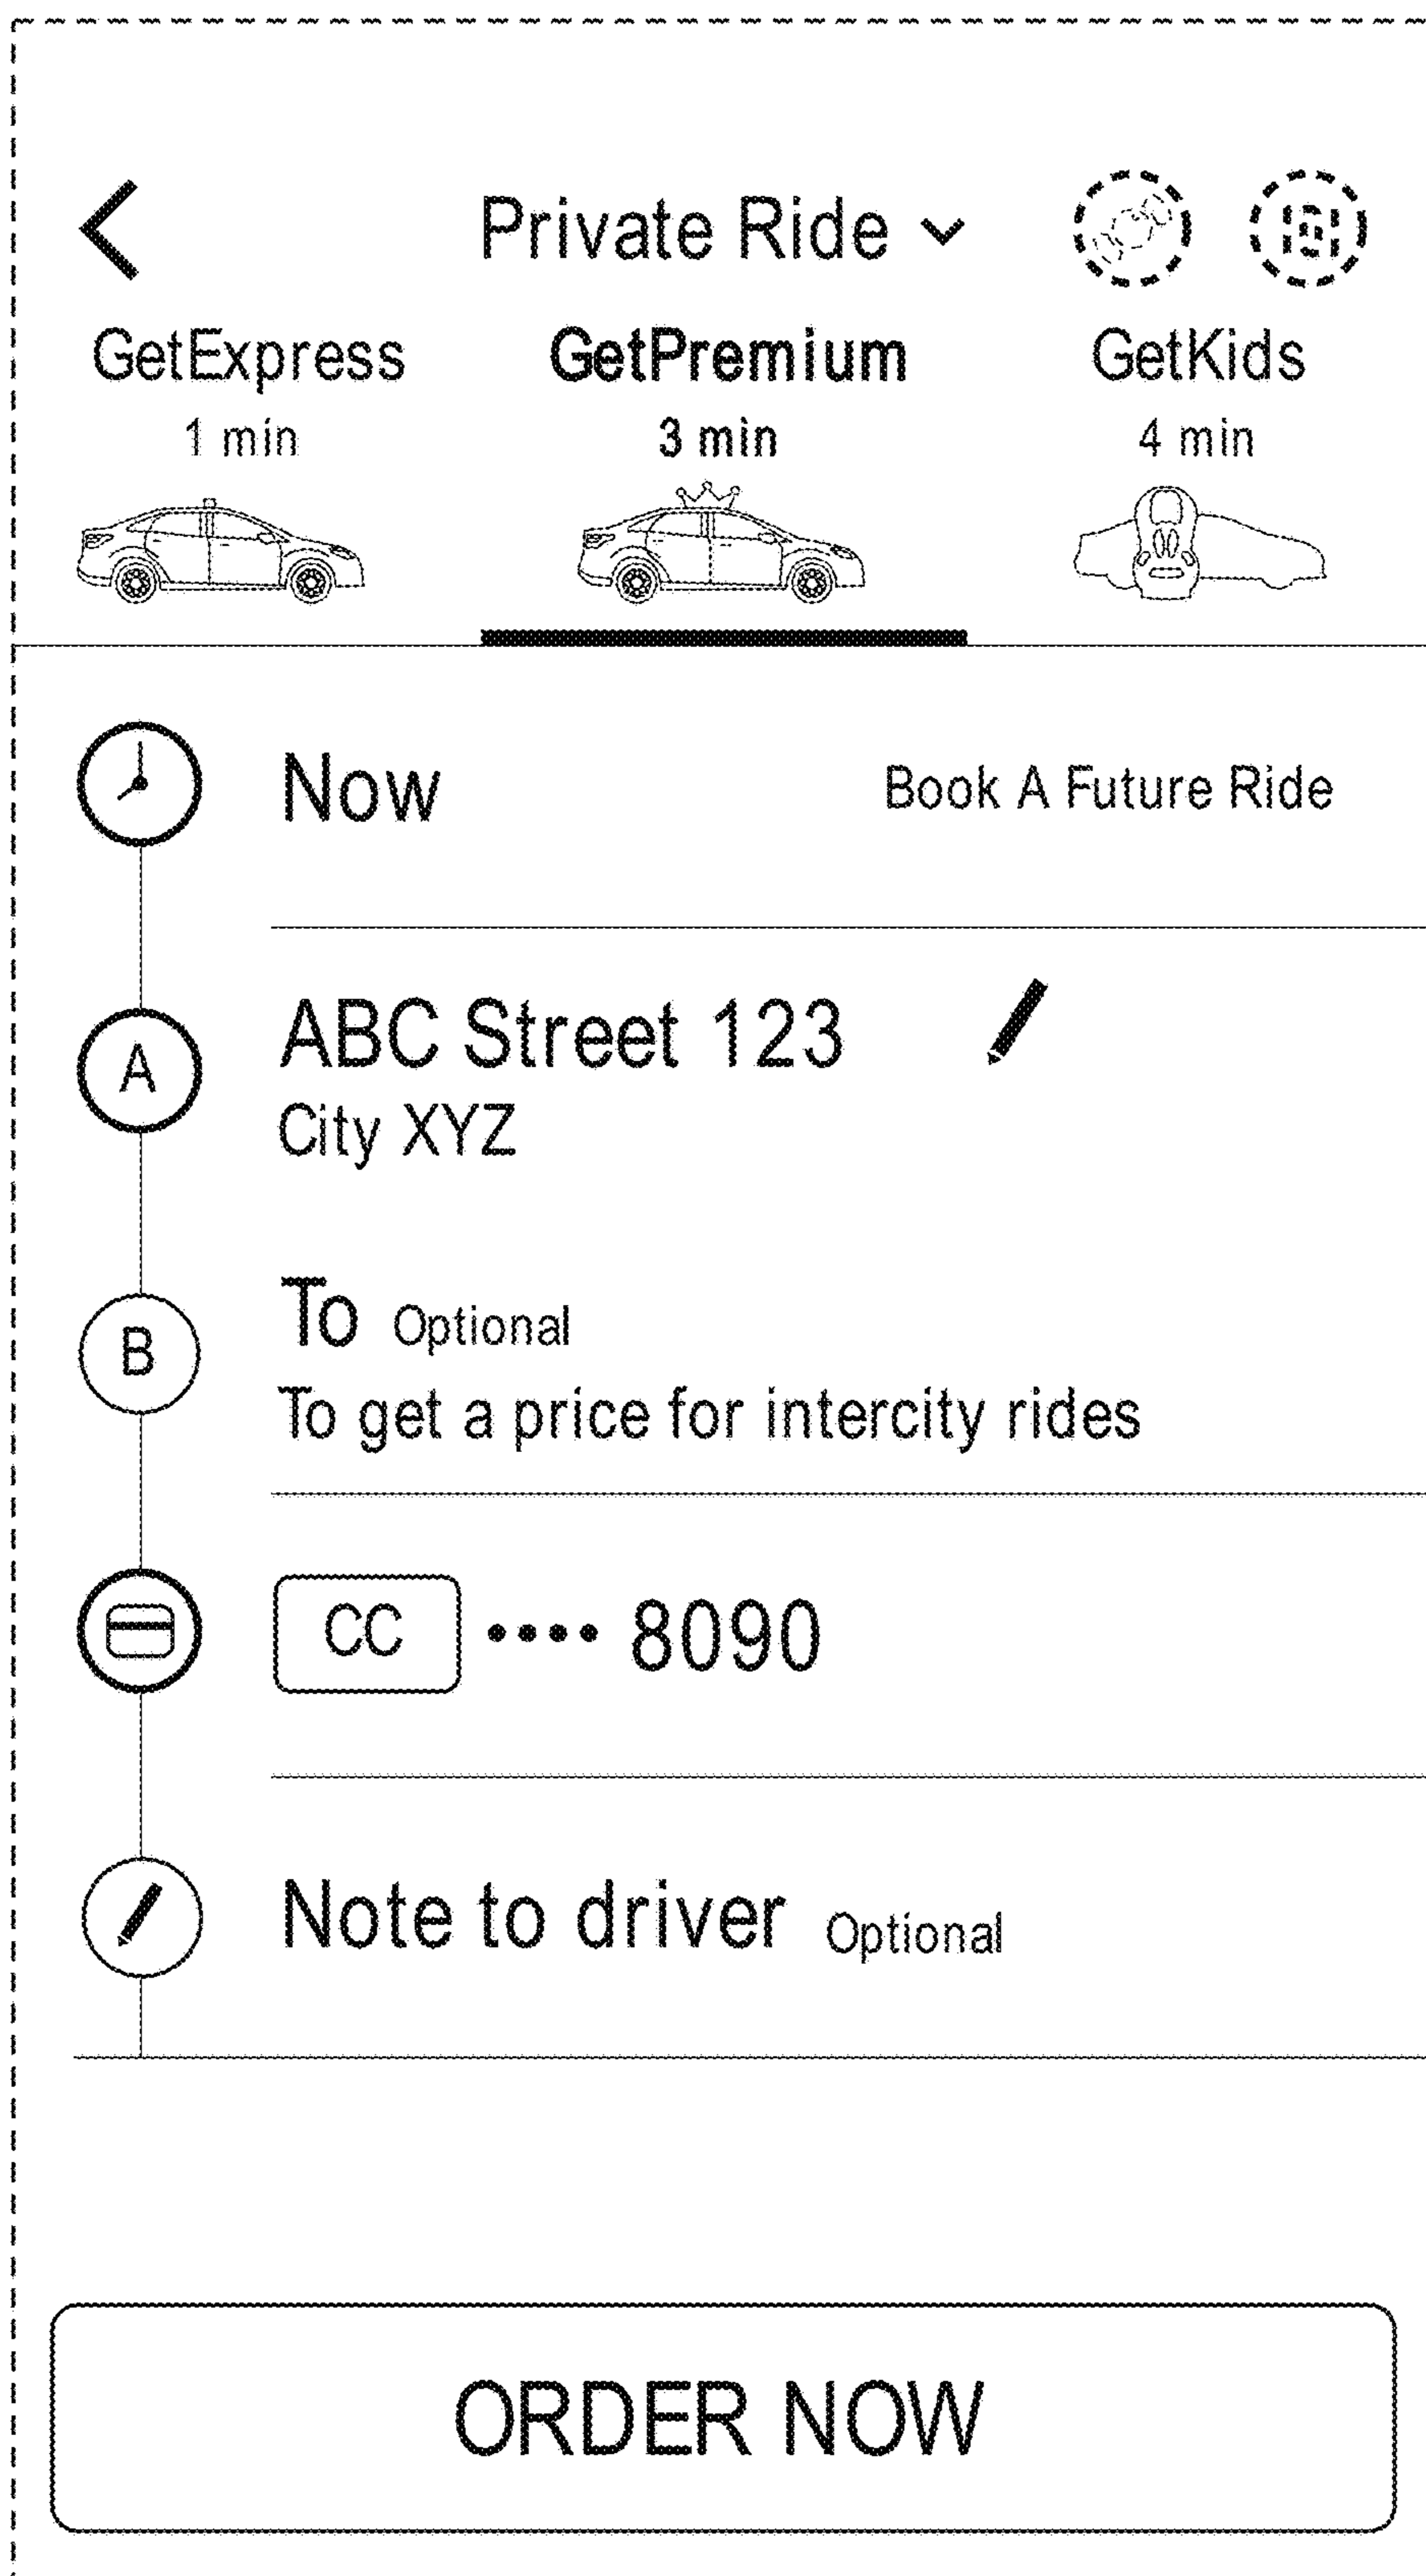 Private Ride
GetExpress GetPremium GetKids
1 min 3 min 4 min
Now Book A Future Ride
A ABC Street 123
City XYZ
B To Optional
To get a price for intercity rides
CC •••• 8090
Note to driver Optional
ORDER NOW